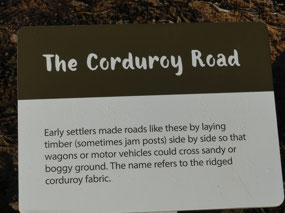 The Corduroy Road
Early settlers made roads like these by laying
timber (sometimes jam posts) side by side so that
wagons or motor vehicles could cross sandy or
boggy ground. The name refers to the ridged
corduroy fabric.